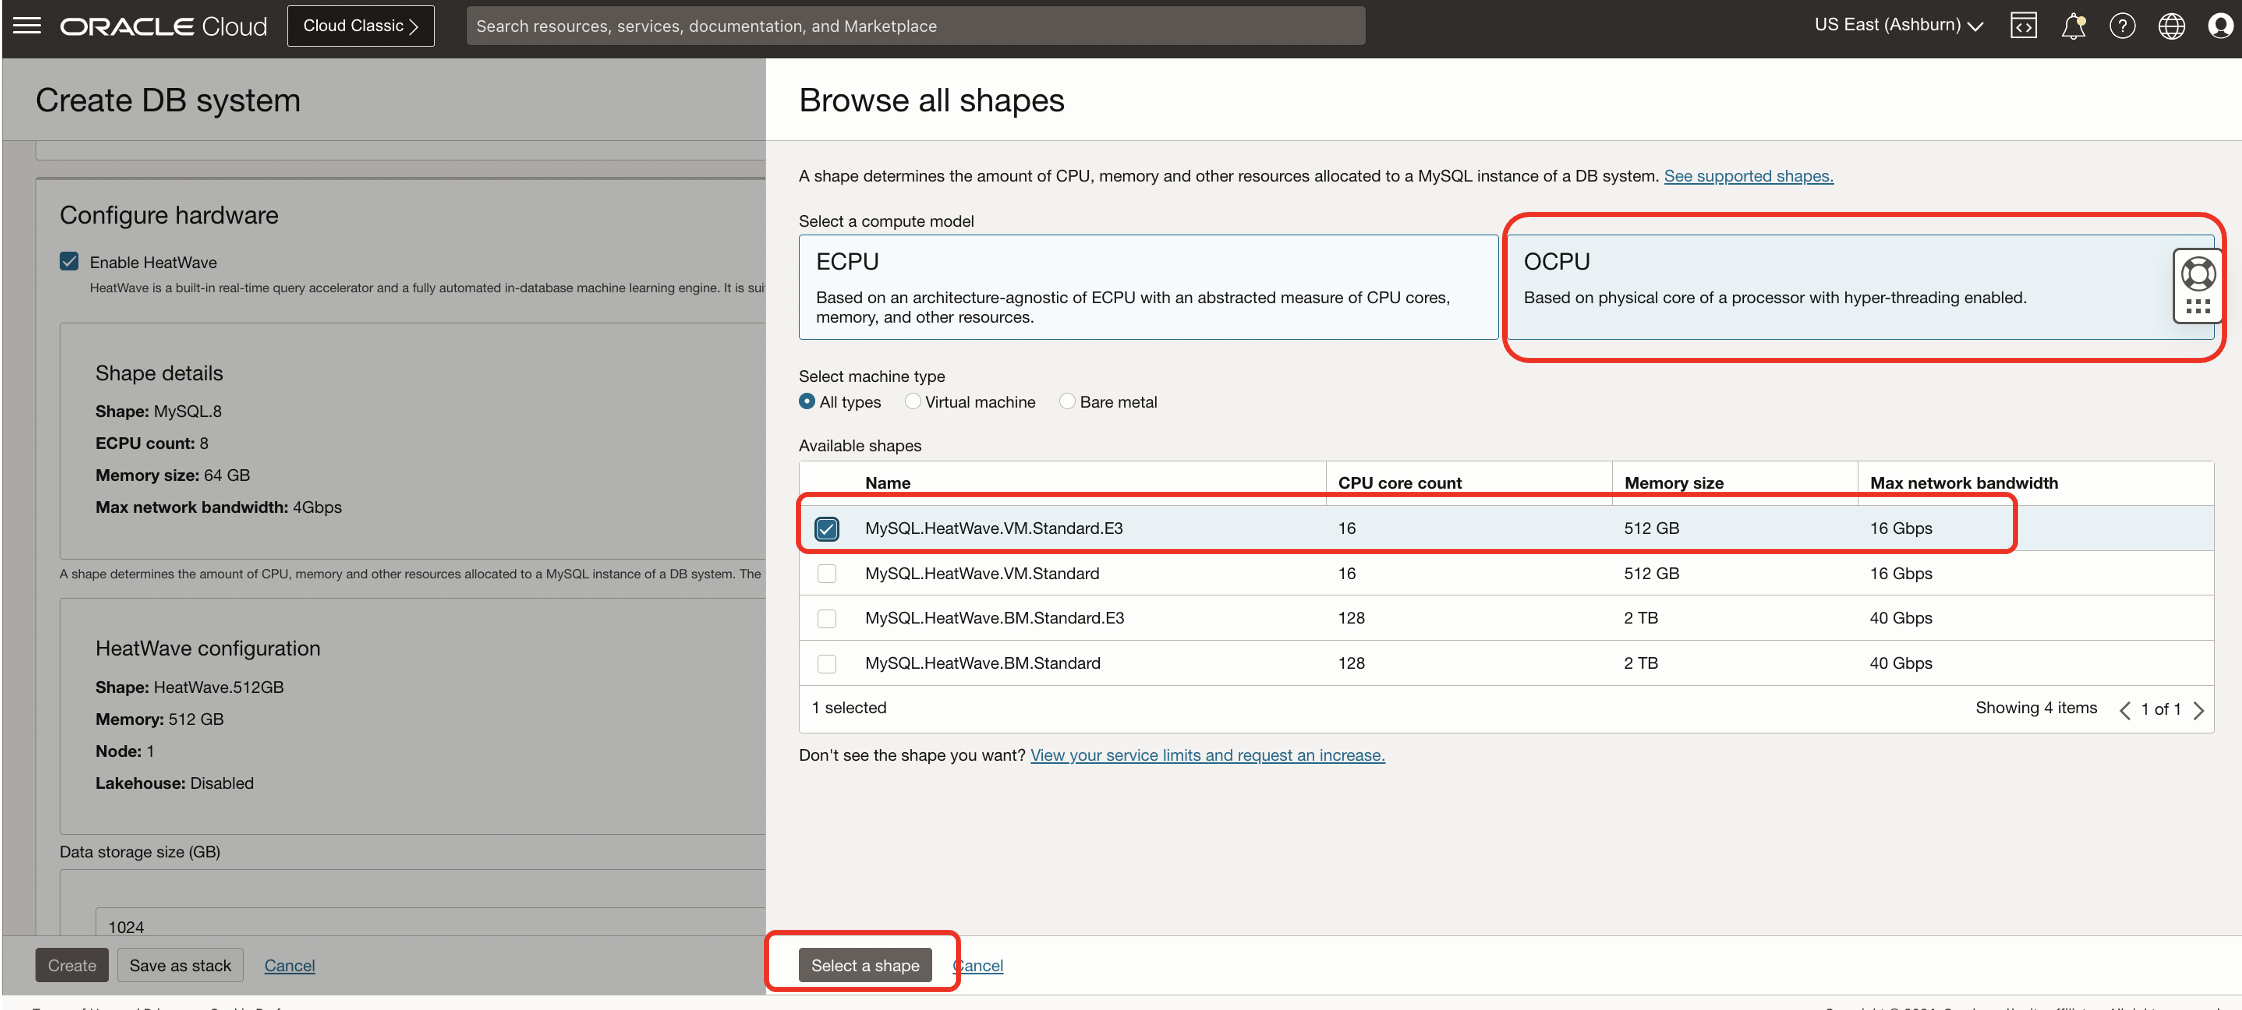 ORACLE Cloud
Cloud Classic
Search resources, services, documentation, and Marketplace
US East (Ashburn)
Create DB system
Configure hardware
Enable HeatWave
HeatWave is a built-in real-time query accelerator and a fully automated in-database machine learning engine. It is
Shape details
Shape: MySQL.8
ECPU count: 8
Memory size: 64 GB
Max network bandwidth: 4Gbps
A shape determines the amount of CPU, memory and other resources allocated to a MySQL instance of a DB system. The
HeatWave configuration
Shape: HeatWave.512GB
Memory: 512 GB
Node: 1
Lakehouse: Disabled
Data storage size (GB)
1024
Create
Save as stack
Cancel
Browse all shapes
A shape determines the amount of CPU, memory and other resources allocated to a MySQL instance of a DB system. See supported shapes.
Select a compute model
ECPU
Based on an architecture-agnostic of ECPU with an abstracted measure of CPU cores,
memory, and other resources.
OCPU
Based on physical core of a processor with hyper-threading enabled.
Select machine type
All types
Virtual machine
Bare metal
Available shapes
Name CPU core count Memory size Max network bandwidth
MySQL.HeatWave.VM.Standard.E3 16 512 GB 16 Gbps
MySQL.HeatWave.VM.Standard 16 512 GB 16 Gbps
MySQL.HeatWave.BM.Standard.E3 128 2 TB 40 Gbps
MySQL.HeatWave.BM.Standard 128 2 TB 40 Gbps
1 selected
Showing 4 items
1 of 1
Don't see the shape you want? View your service limits and request an increase.
Select a shape
Cancel